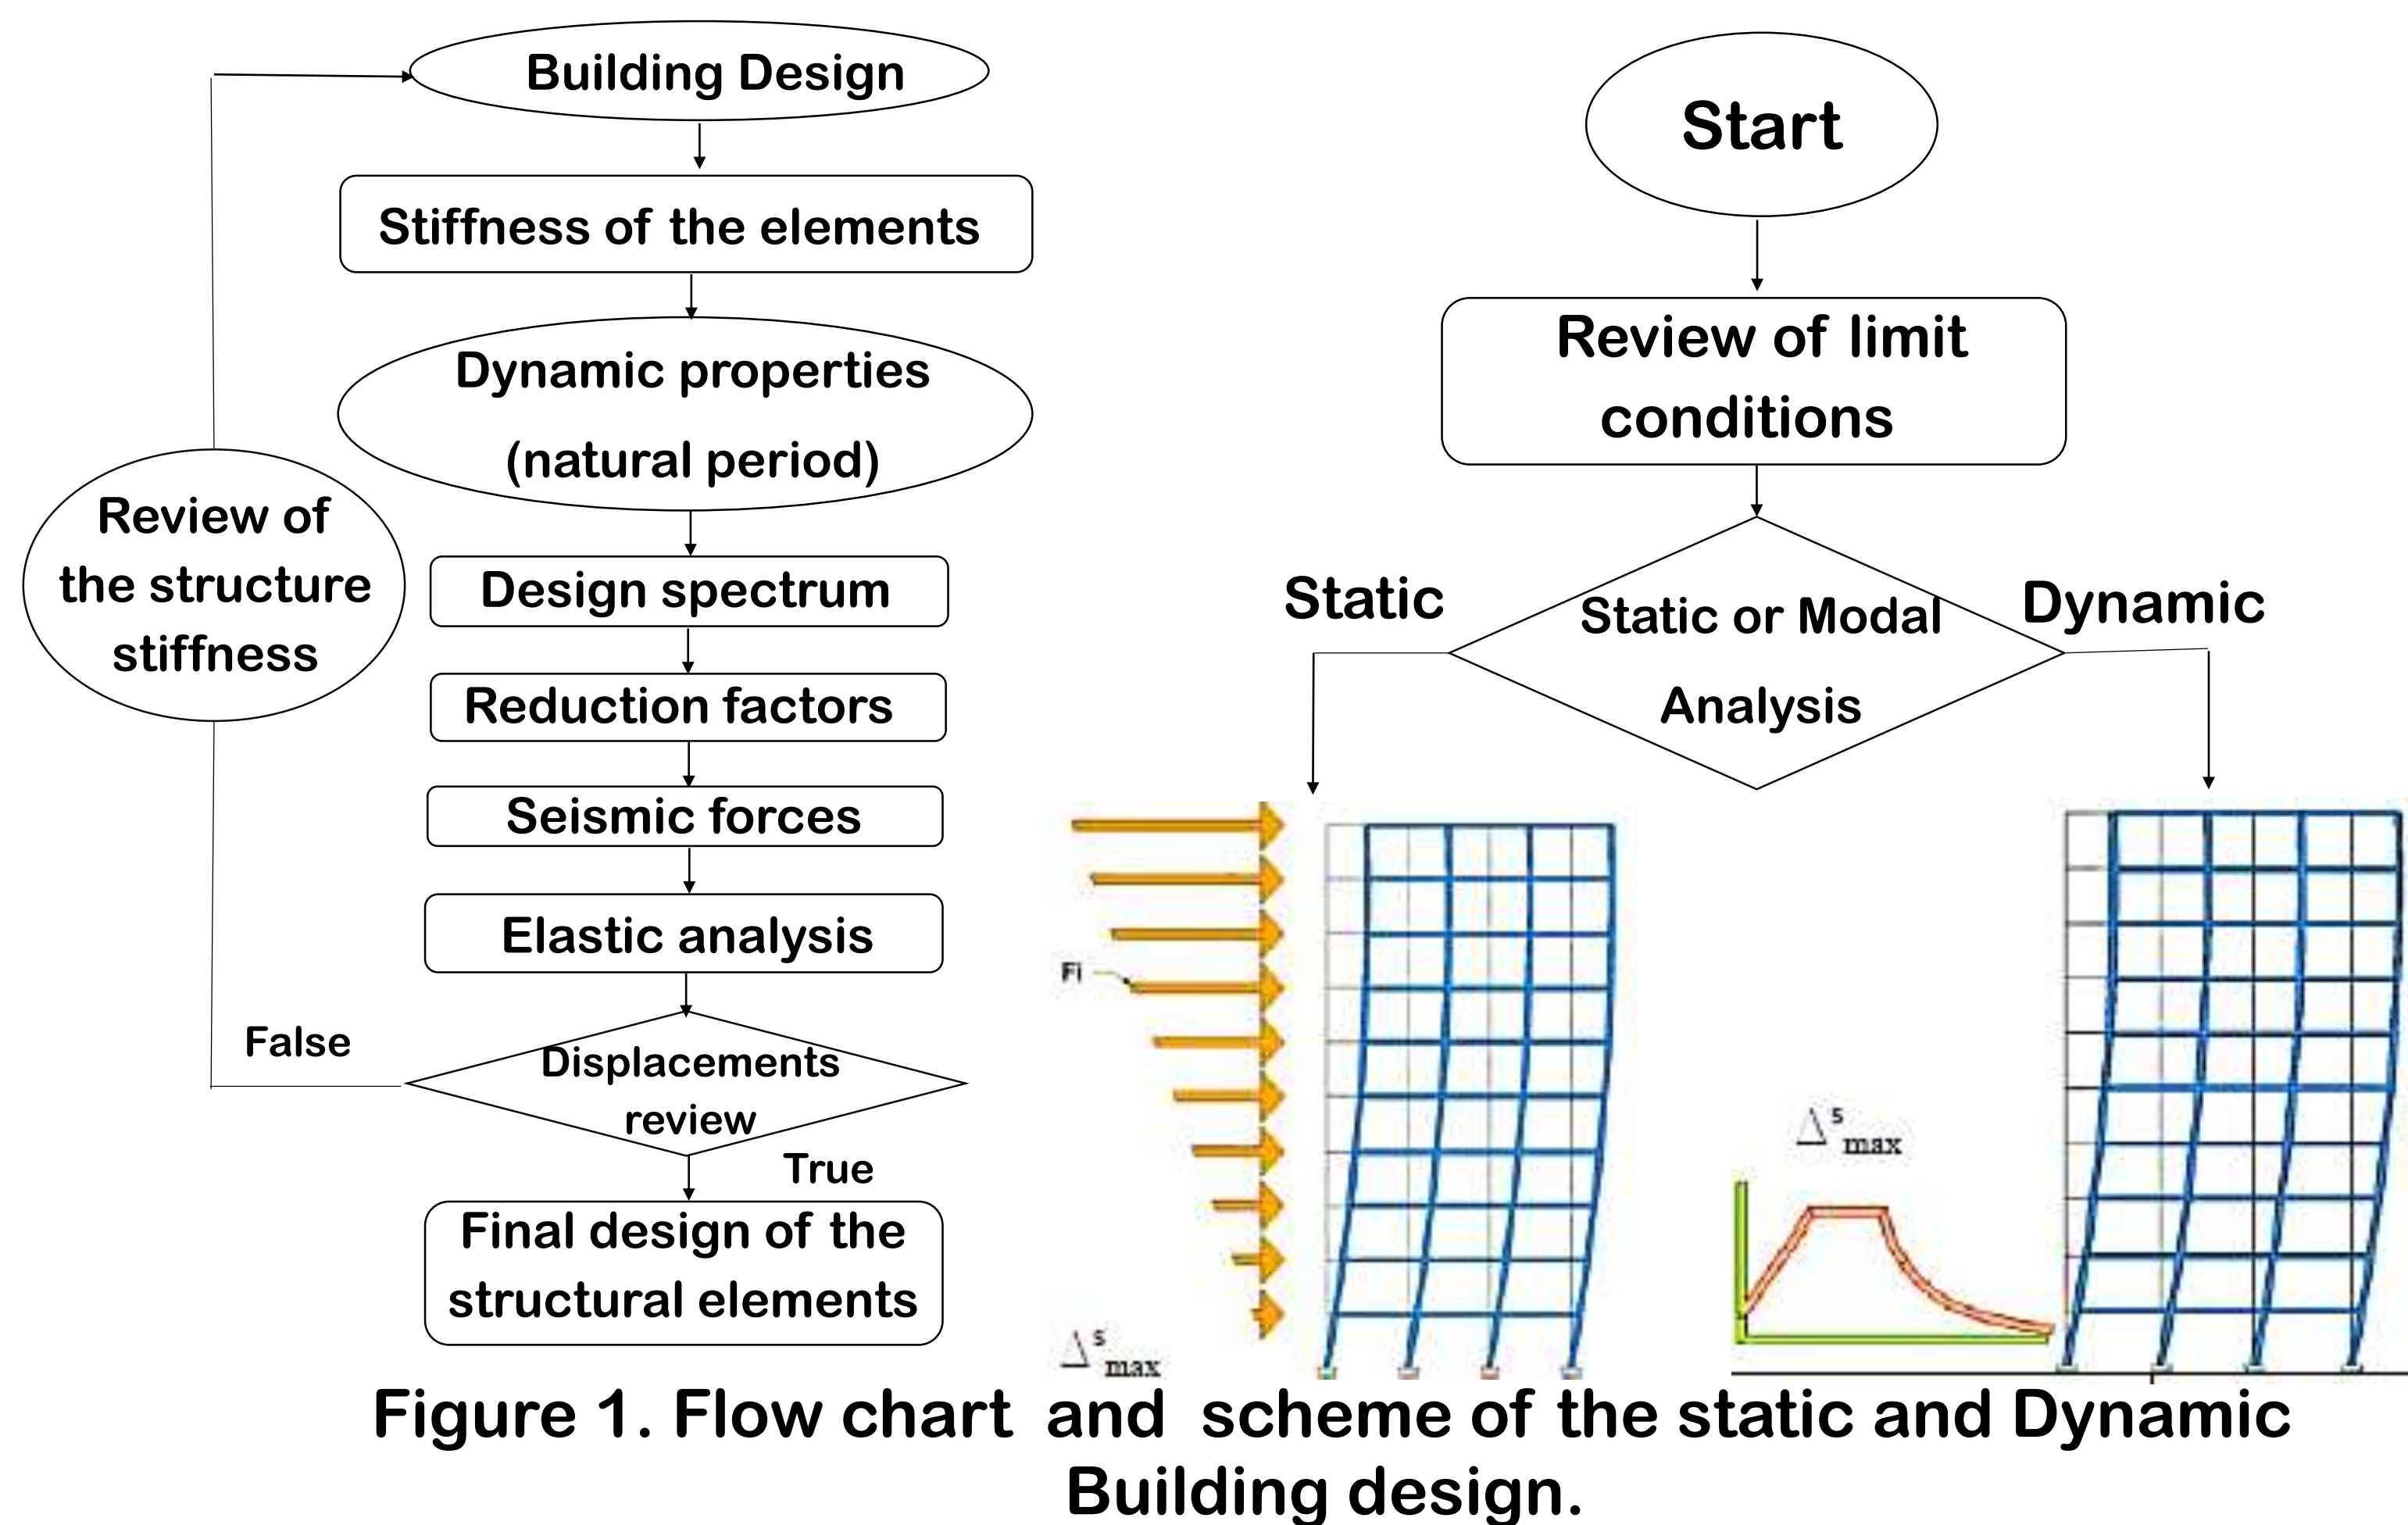 Building Design
Stiffness of the elements
Dynamic properties
(natural period)
Review of
the structure
stiffness
Design spectrum
Reduction factors
Seismic forces
Elastic analysis
False
Displacements
review
True
Final design of the
structural elements
Start
Review of limit
conditions
Static
Static or Modal
Analysis
Dynamic
Fi
Δ^s max
Δ^s max
Figure 1. Flow chart and scheme of the static and Dynamic
Building design.